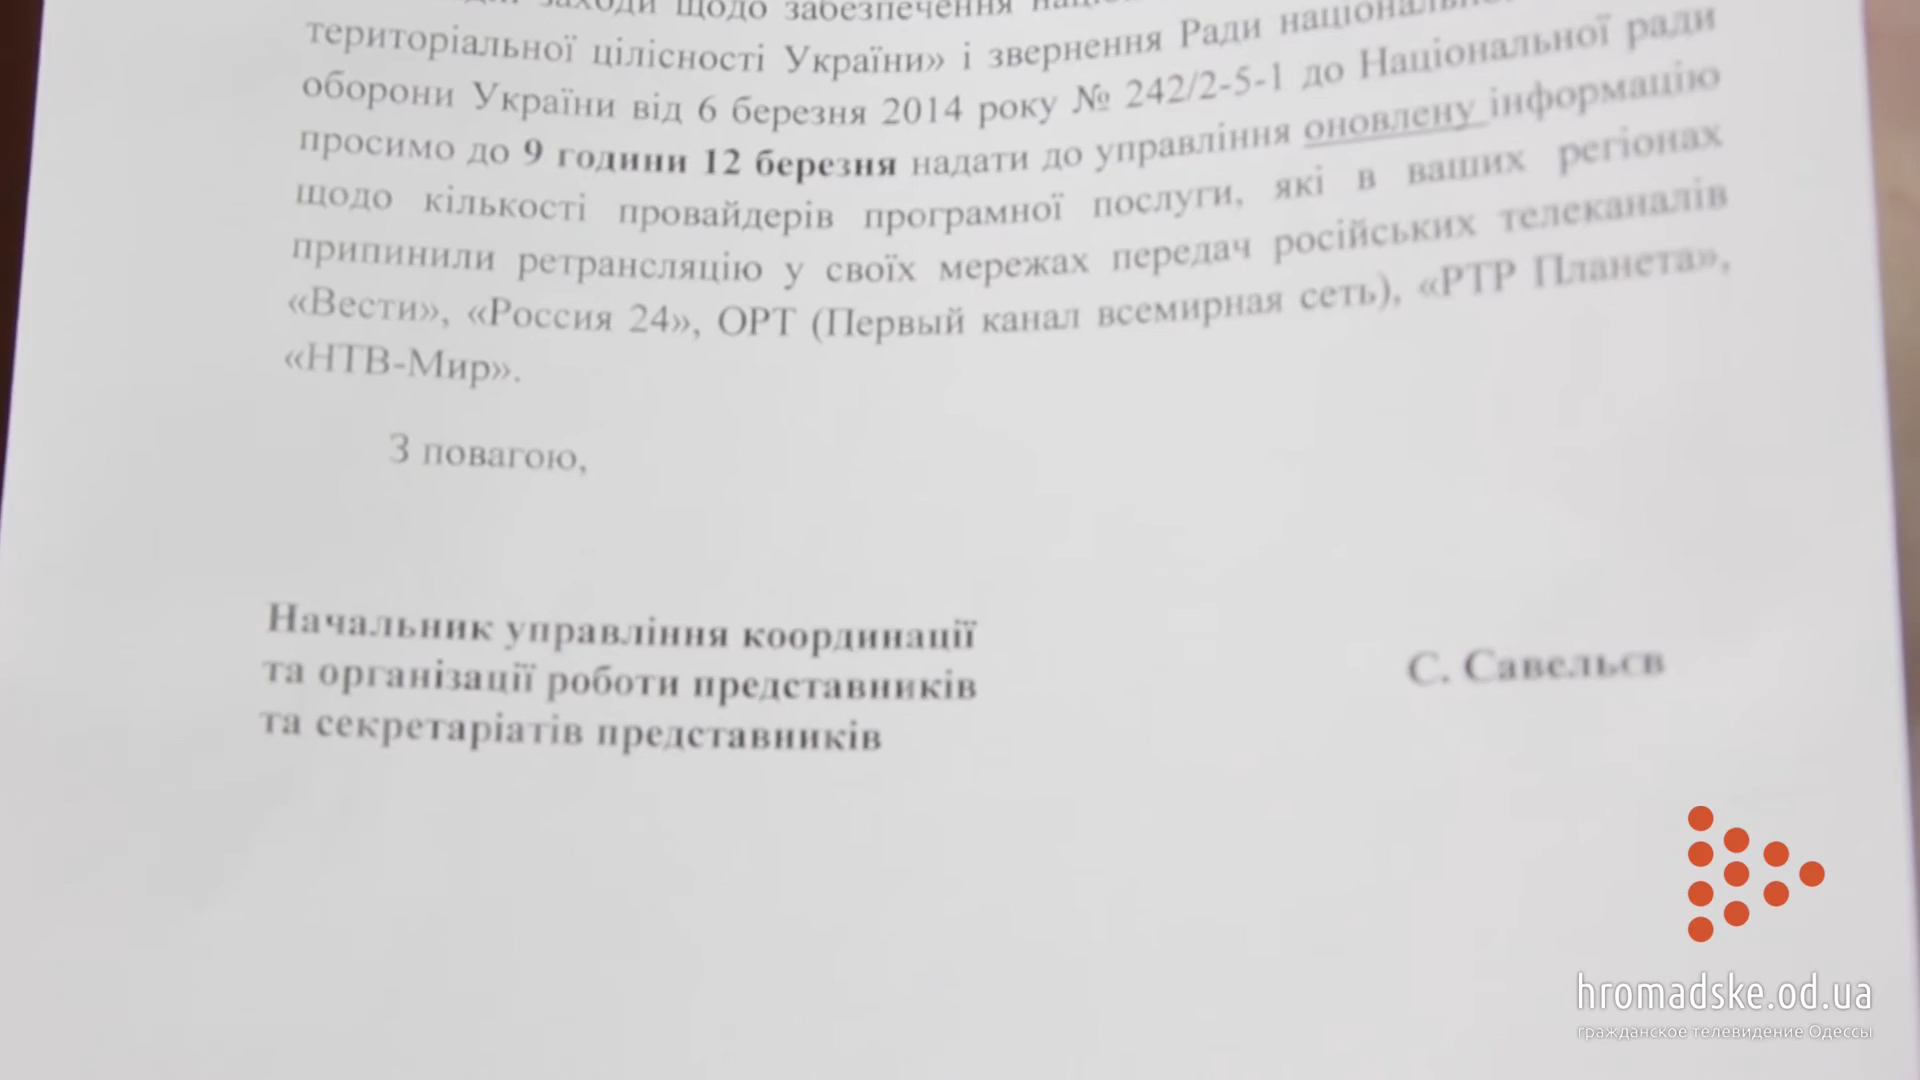 заходи щодо забезпечення
територіальної цілісності України» і звернення Ради національної
оборони України від 6 березня 2014 року № 242/2-5-1 до Національної ради
просимо до 9 години 12 березня надати до управління оновлену інформацію
щодо кількості провайдерів програмної послуги, які в ваших регіонах
припинили ретрансляцію у своїх мережах передач російських телеканалів
«Вести», «Россия 24», ОРТ (Первый канал всемирная сеть), «РТР Планета»,
«НТВ-Мир».
З повагою,
Начальник управління координації
та організації роботи представників
та секретаріатів представників
С. Савельєв
hromadske.od.ua
гражданское телевидение Одессы